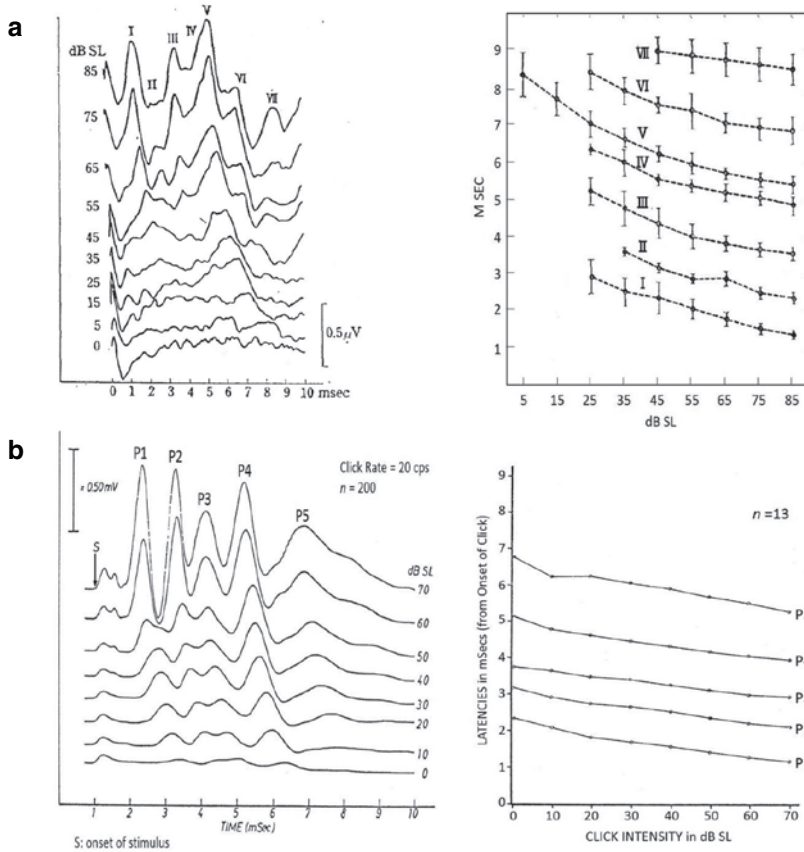 a
dB SL
85
75
65
55
45
35
25
15
5
0
I
II
III
IV
V
VI
VII
0.5µV
0 1 2 3 4 5 6 7 8 9 10 msec
M SEC
9
8
7
6
5
4
3
2
1
VII
VI
V
IV
III
II
I
5 15 25 35 45 55 65 75 85
dB SL
b
P1 P2 P3 P4 P5
Click Rate = 20 cps
n = 200
= 0.50mV
S
dB SL
70
60
50
40
30
20
10
0
1 2 3 4 5 6 7 8 9 10
TIME (mSec)
S: onset of stimulus
LATENCIES in mSecs (from Onset of Click)
9
8
7
6
5
4
3
2
1
0
n =13
P
P
P
P
P
0 10 20 30 40 50 60 70
CLICK INTENSITY in dB SL